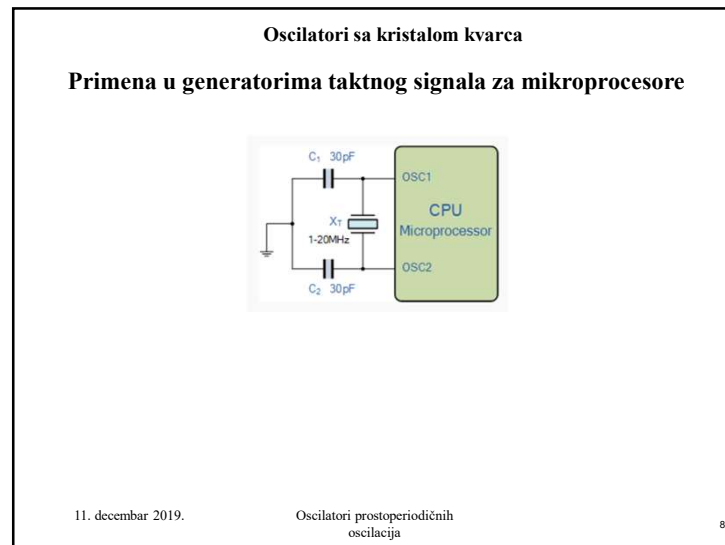 Oscilatori sa kristalom kvarca
Primena u generatorima taktnog signala za mikroprocesore
C₁ 30pF
OSC1
CPU
X_T
Microprocessor
1-20MHz
OSC2
C₂ 30pF
11. decembar 2019.
Oscilatori prostoperiodičnih
oscilacija
8